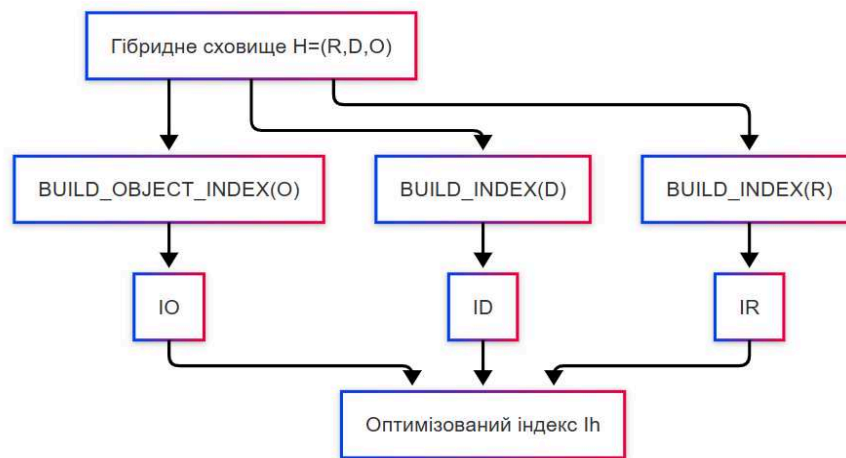 Гібридне сховище H=(R,D,O)
BUILD_OBJECT_INDEX(O)
BUILD_INDEX(D)
BUILD_INDEX(R)
IO
ID
IR
Оптимізований індекс Ih